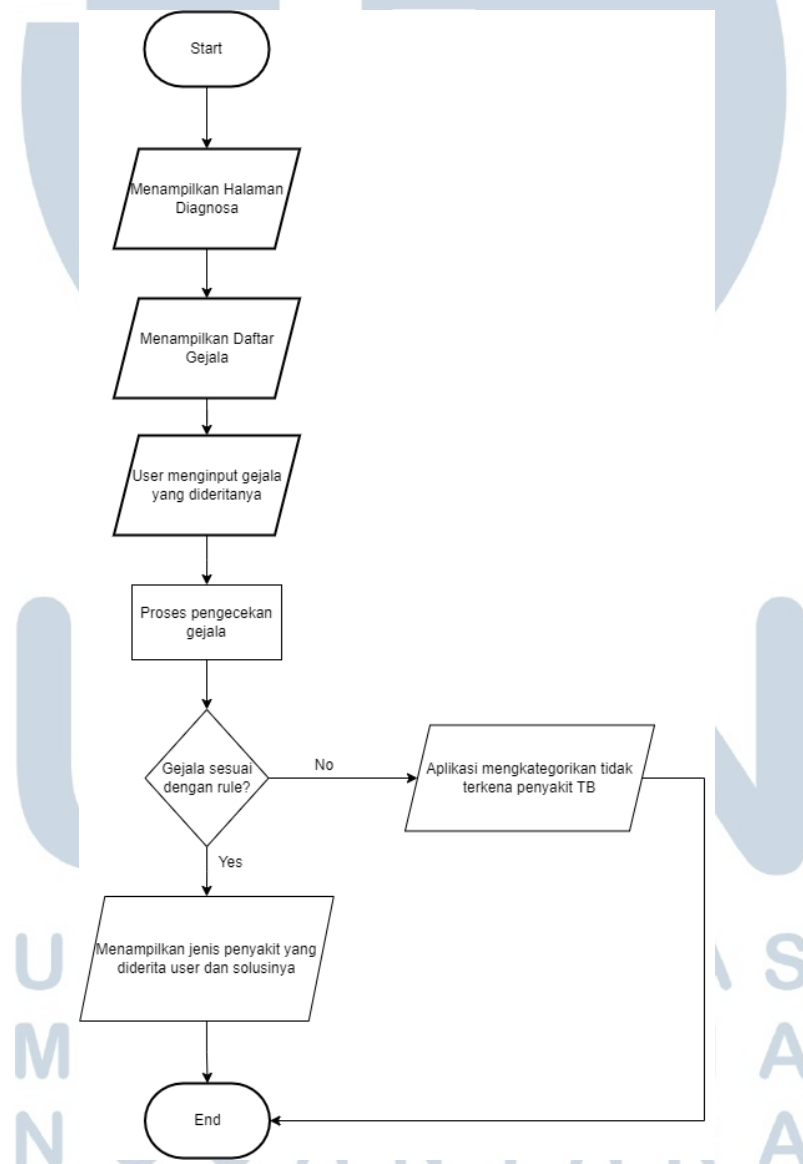 Start
Menampilkan Halaman
Diagnosa
Menampilkan Daftar
Gejala
User menginput gejala
yang dideritanya
Proses pengecekan
gejala
Gejala sesuai
dengan rule?
No
Aplikasi mengkategorikan tidak
terkena penyakit TB
Yes
Menampilkan jenis penyakit yang
diderita user dan solusinya
End